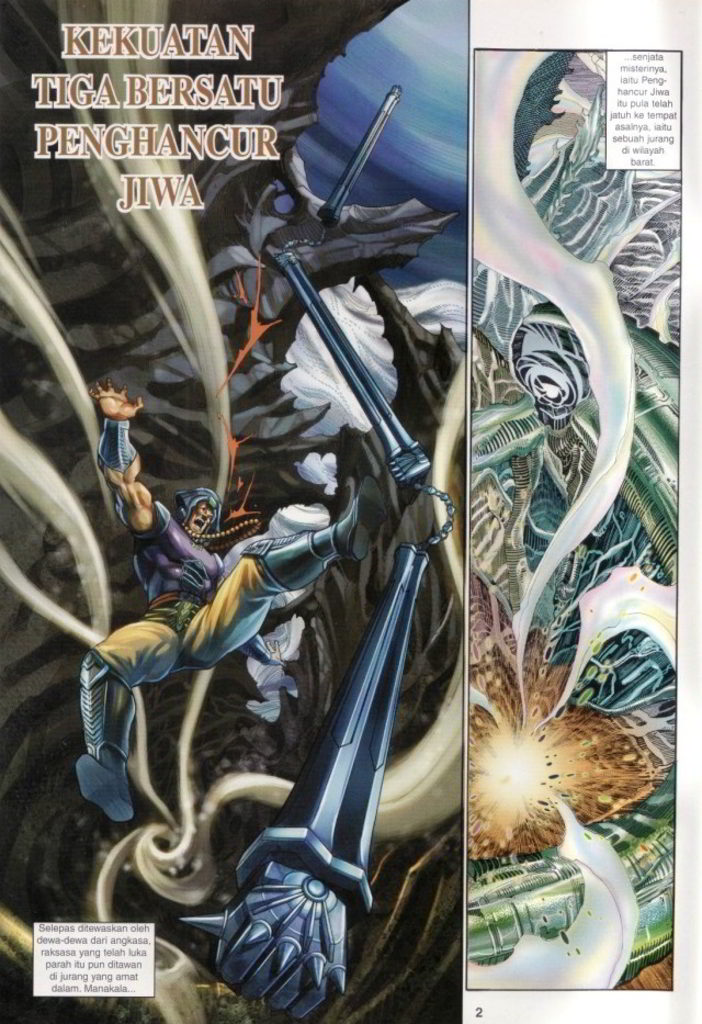 KEKUATAN
TIGA BERSATU
PENGHANCUR
JIWA
Selepas ditewaskan oleh
dewa-dewa dari angkasa,
raksasa yang telah luka
parah itu pun ditawan
di jurang yang amat
dalam. Manakala...
...senjata
misterinya,
iaitu Peng-
hancur Jiwa
itu pula telah
jatuh ke tempat
asalnya, iaitu
sebuah jurang
di wilayah
barat.
2